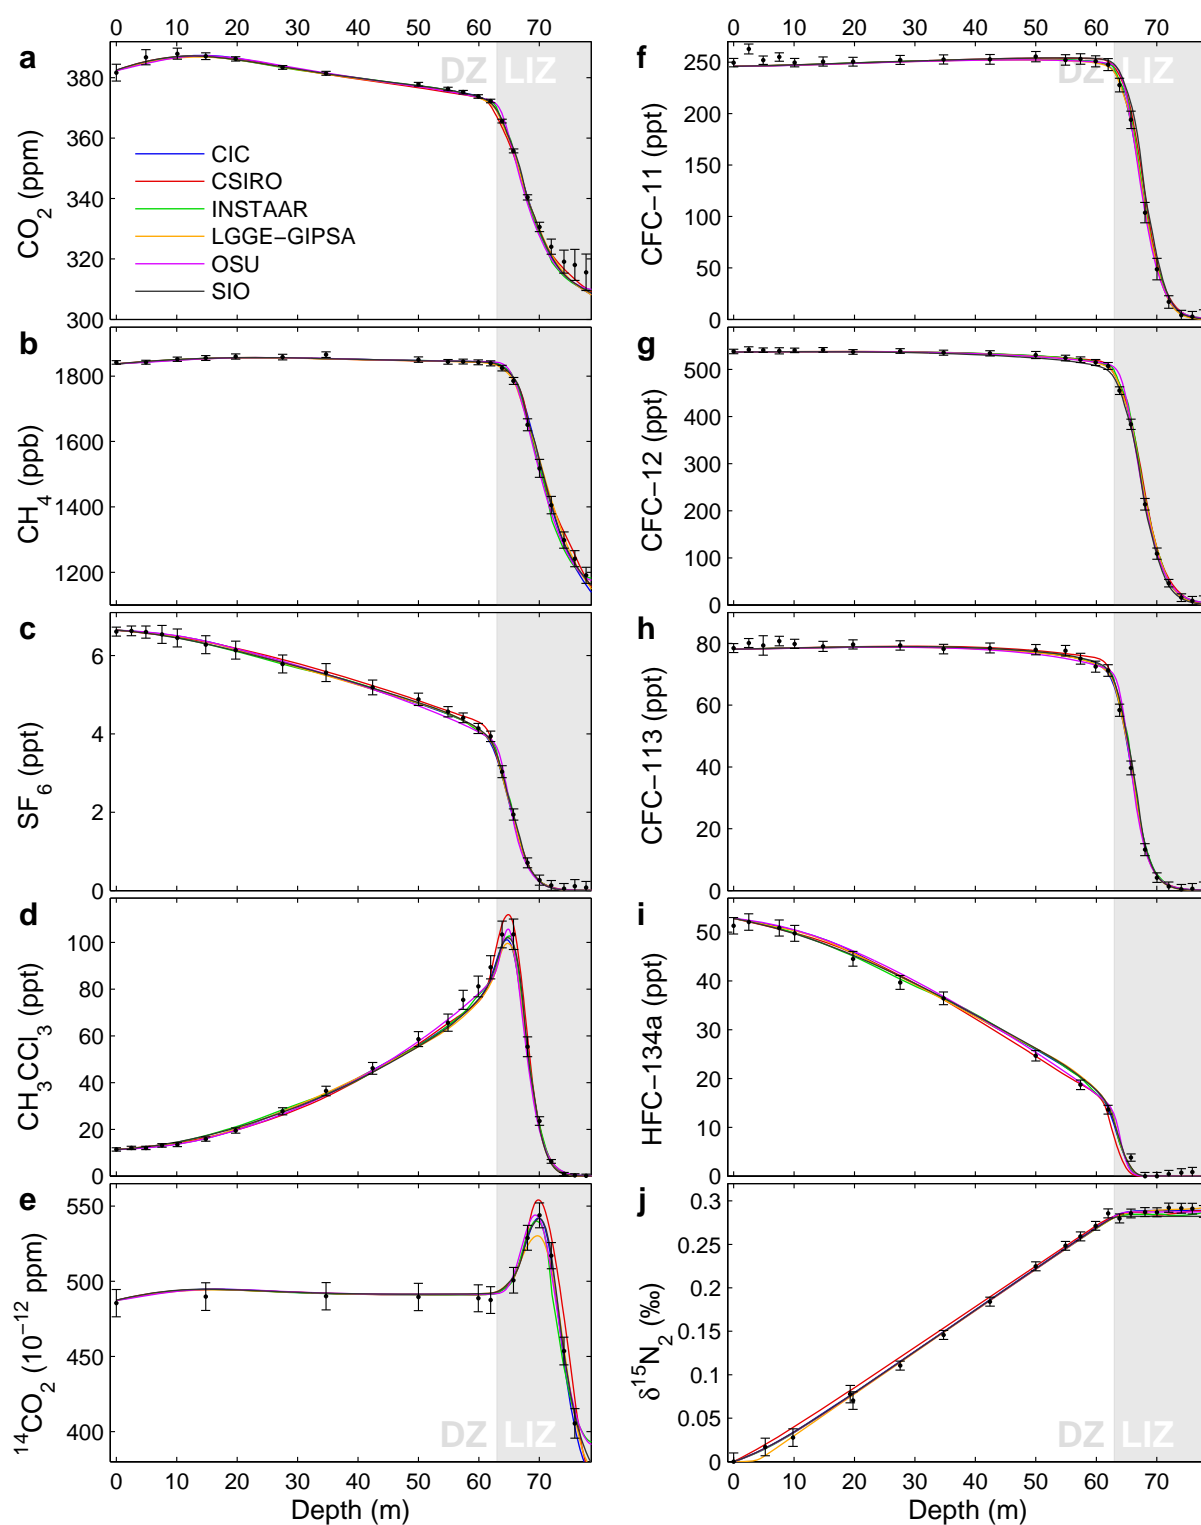 0 10 20 30 40 50 60 70
0 10 20 30 40 50 60 70
a
380
360
340
320
300
CO2 (ppm)
DZ LIZ
CIC
CSIRO
INSTAAR
LGGE−GIPSA
OSU
SIO
f
250
200
150
100
50
0
CFC−11 (ppt)
DZ LIZ
b
1800
1600
1400
1200
CH4 (ppb)
g
500
400
300
200
100
0
CFC−12 (ppt)
c
6
4
2
0
SF6 (ppt)
h
80
60
40
20
0
CFC−113 (ppt)
d
100
80
60
40
20
0
CH3CCl3 (ppt)
i
50
40
30
20
10
0
HFC−134a (ppt)
e
550
500
450
400
14CO2 (10−12 ppm)
DZ LIZ
j
0.3
0.25
0.2
0.15
0.1
0.05
0
δ15N2 (‰)
DZ LIZ
0 10 20 30 40 50 60 70
Depth (m)
0 10 20 30 40 50 60 70
Depth (m)